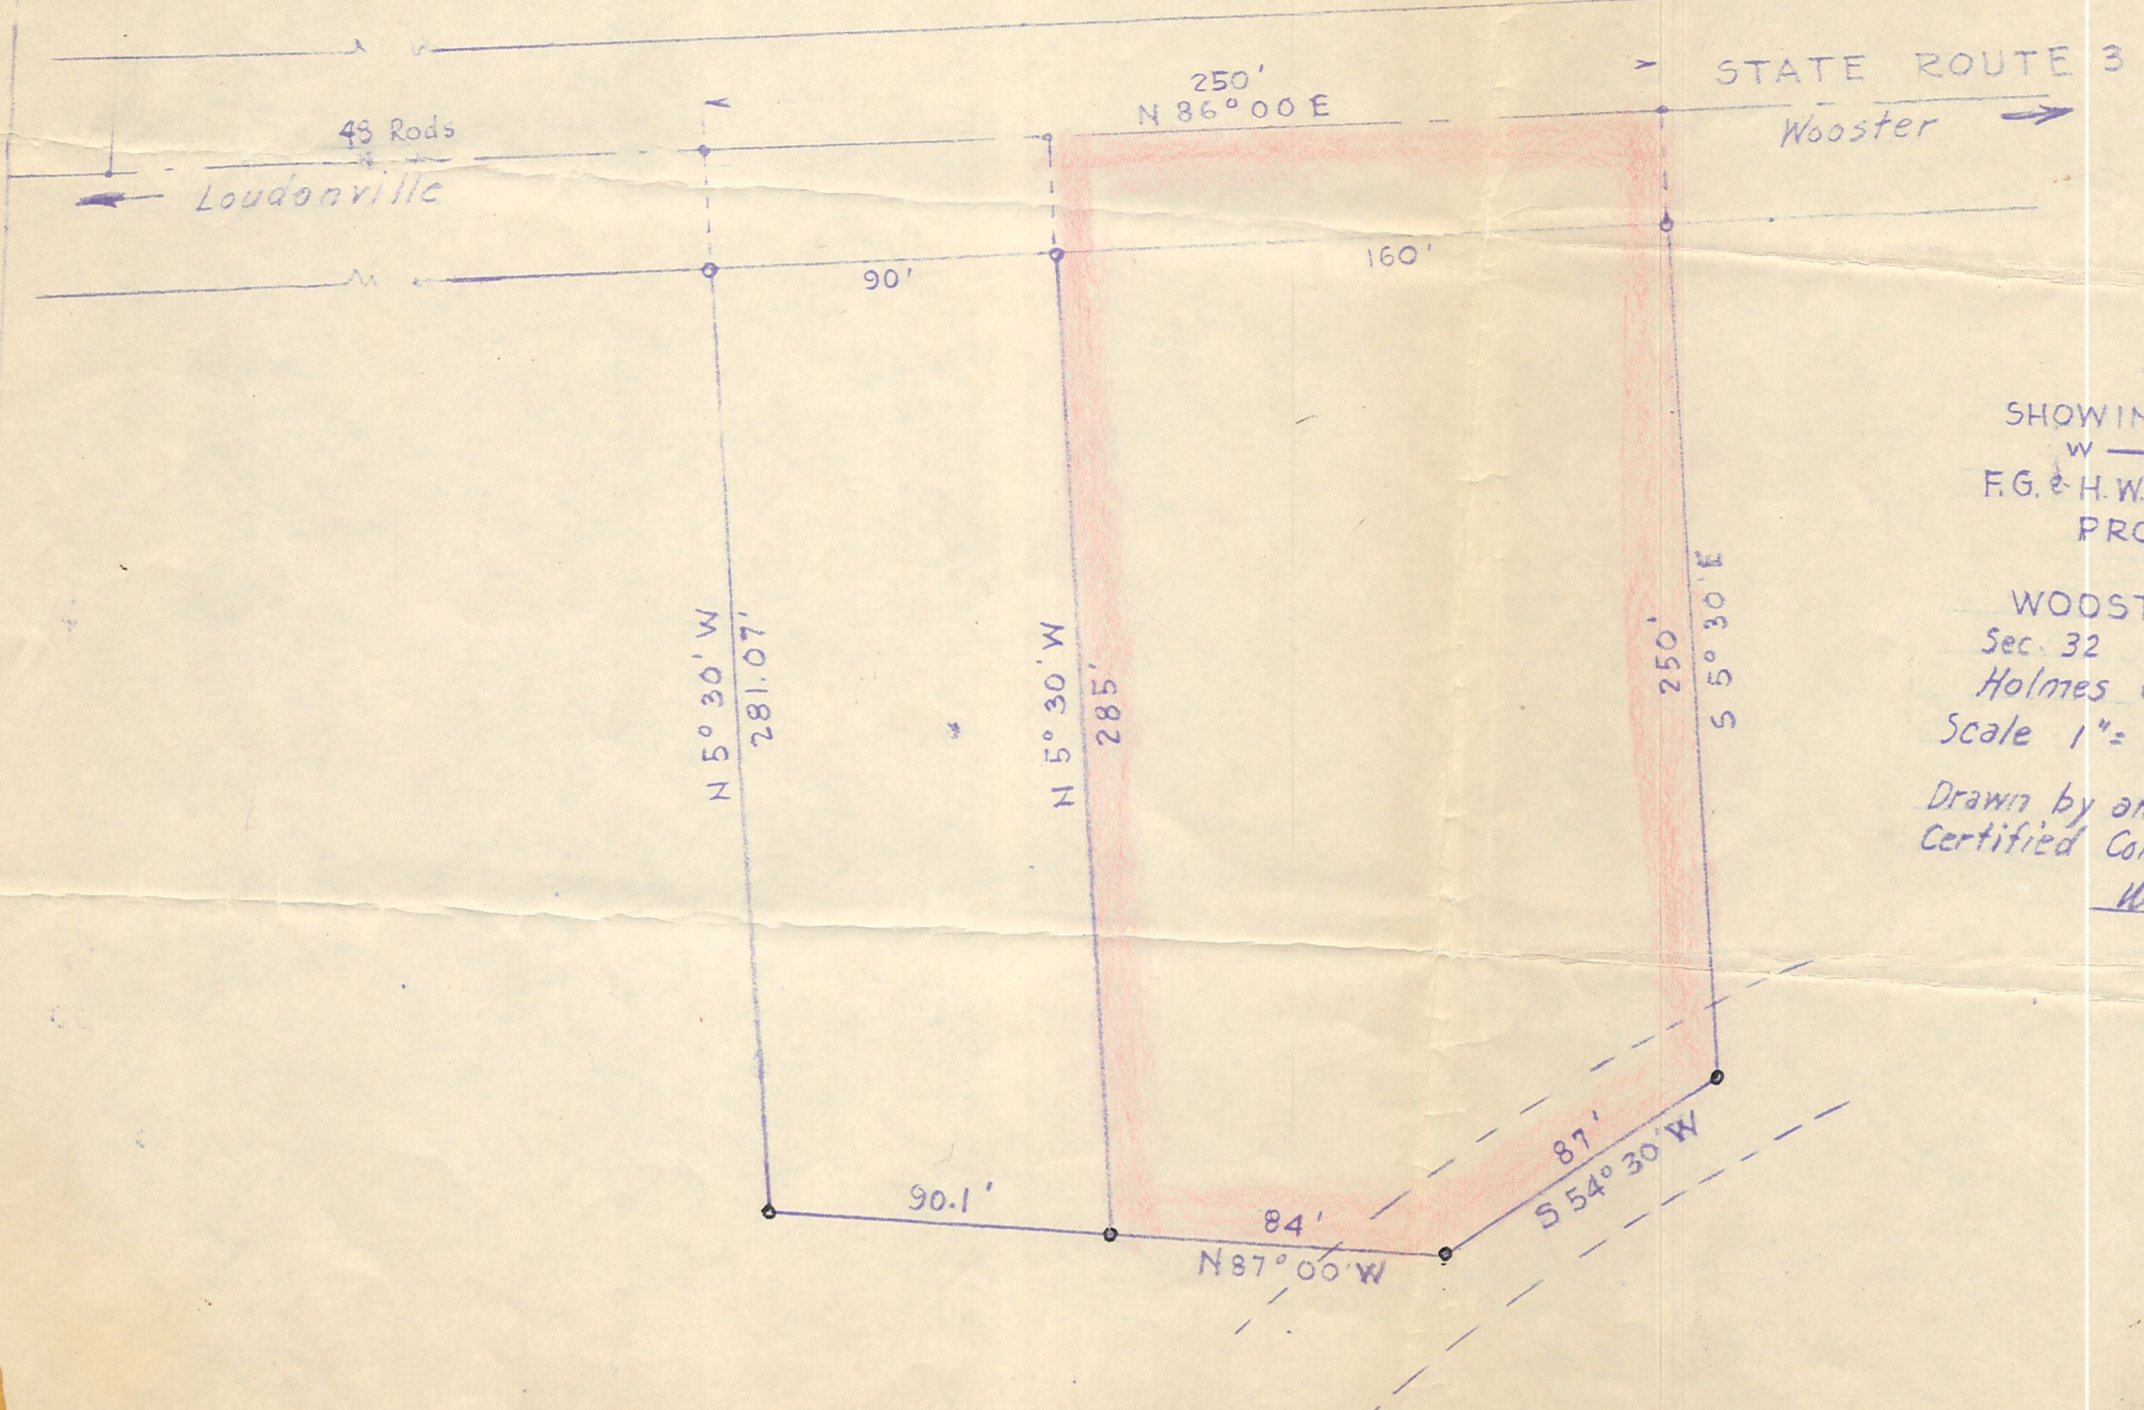 250'
N 86° 00 E
STATE ROUTE 3
Wooster
48 Rods
Loudonville
90'
160'
N 5° 30' W
281.07'
N 5° 30' W
285'
250'
S 5° 30' E
90.1'
84'
N 87° 00' W
87'
S 54° 30' W
SHOWIN
W
F.G. & H.W.
PRO
WOOST
Sec. 32
Holmes
Scale 1"=
Drawn by an
Certified Cor